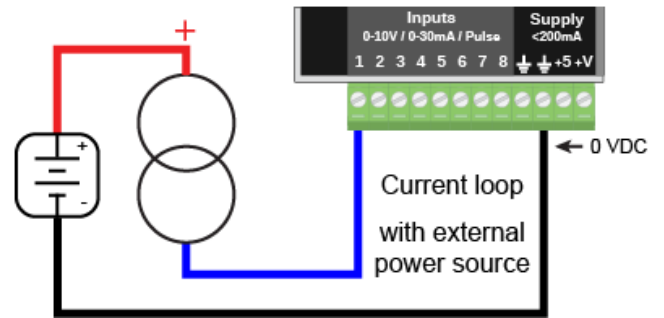 Inputs
0-10V / 0-30mA / Pulse
Supply
<200mA
1 2 3 4 5 6 7 8 ⏚ ⏚ +5 +V
+
+
-
← 0 VDC
Current loop
with external
power source